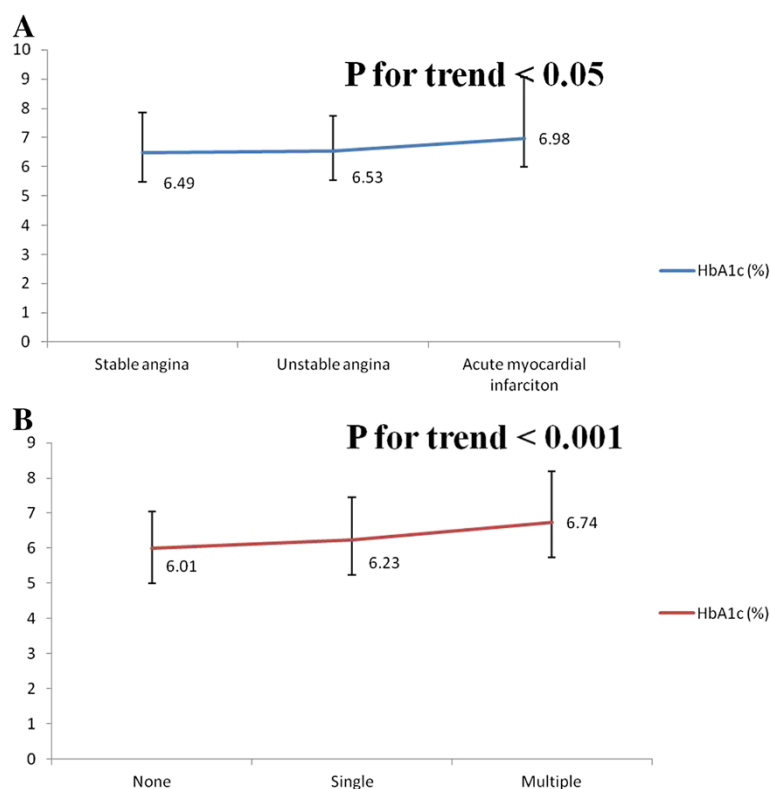 A
P for trend < 0.05
10
9
8
7
6
5
4
3
2
1
0
6.49
6.53
6.98
HbA1c (%)
Stable angina
Unstable angina
Acute myocardial
infarciton
B
P for trend < 0.001
9
8
7
6
5
4
3
2
1
0
6.01
6.23
6.74
HbA1c (%)
None
Single
Multiple